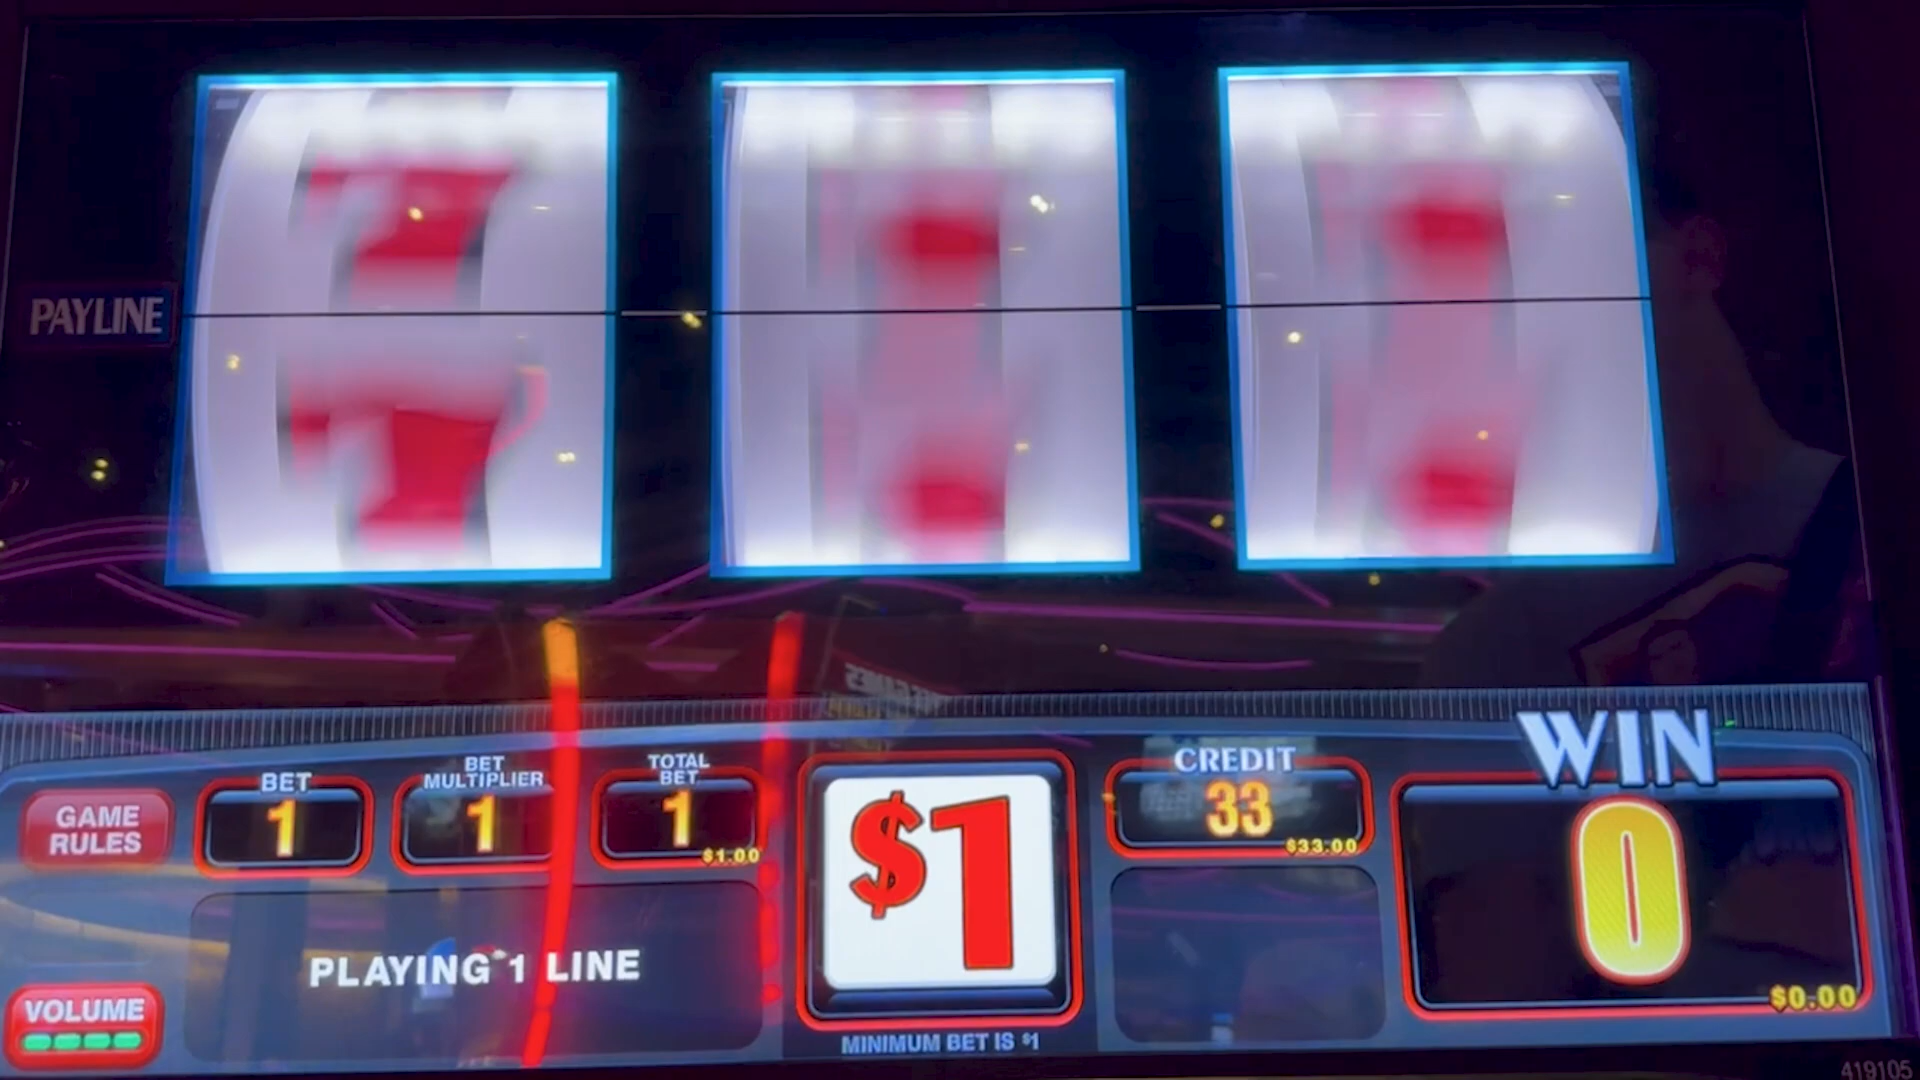 PAYLINE
WIN
BET
BET
MULTIPLIER
TOTAL
BET
CREDIT
GAME
RULES
1
1
1
$1.00
$1
33
$33.00
0
PLAYING 1 LINE
$0.00
VOLUME
MINIMUM BET IS $1
419105